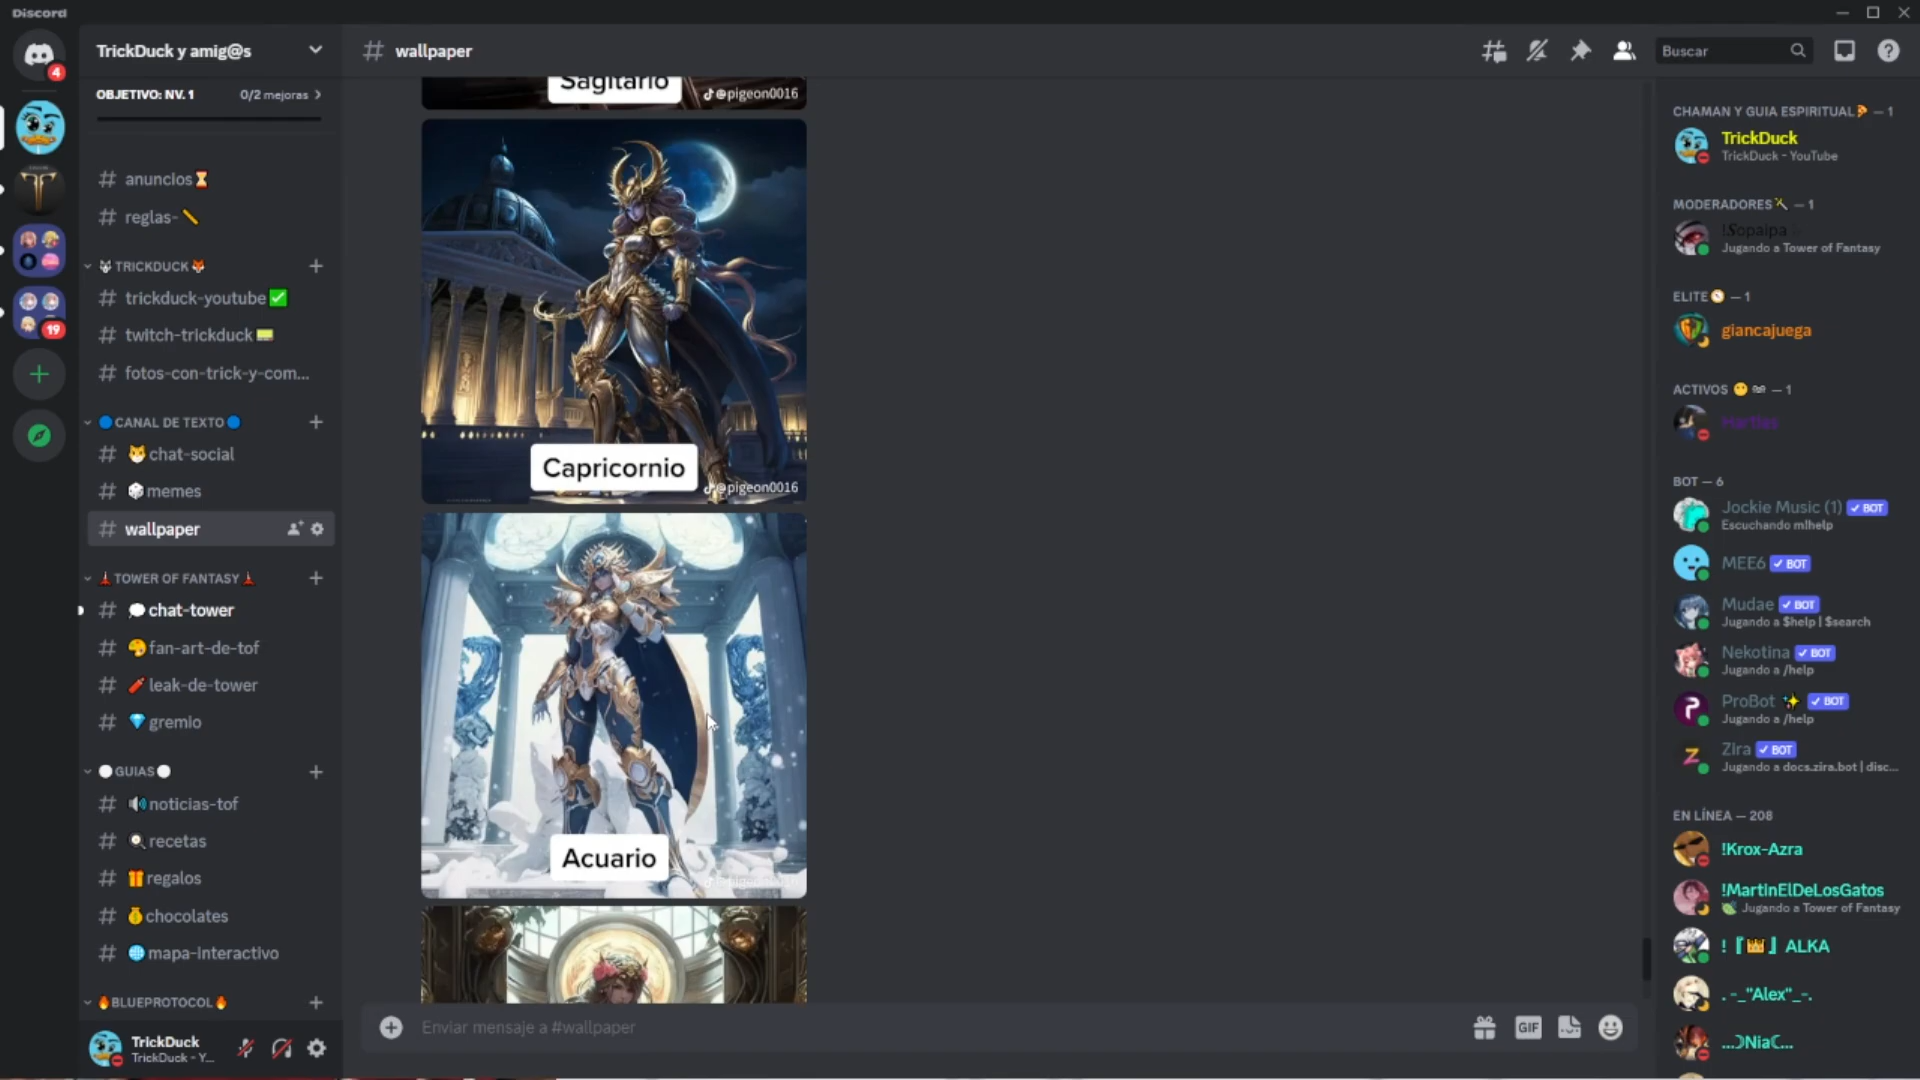 Discord
TrickDuck y amig@s
wallpaper
Buscar
OBJETIVO: NV. 1
0/2 mejoras
anuncios
reglas-
TRICKDUCK
trickduck-youtube
twitch-trickduck
fotos-con-trick-y-com...
CANAL DE TEXTO
chat-social
memes
wallpaper
TOWER OF FANTASY
chat-tower
fan-art-de-tof
leak-de-tower
gremio
GUIAS
noticias-tof
recetas
regalos
chocolates
mapa-interactivo
BLUEPROTOCOL
TrickDuck
TrickDuck - Y...
4
19
Sagitario
@pigeon0016
Capricornio
@pigeon0016
Acuario
Enviar mensaje a #wallpaper
GIF
CHAMAN Y GUIA ESPIRITUAL — 1
TrickDuck
TrickDuck - YouTube
MODERADORES — 1
!Sopaipa
Jugando a Tower of Fantasy
ELITE — 1
giancajuega
ACTIVOS — 1
BOT — 6
Jockie Music (1) BOT
Escuchando m!help
MEE6 BOT
Mudae BOT
Jugando a $help | $search
Nekotina BOT
Jugando a /help
ProBot BOT
Jugando a /help
Zira BOT
Jugando a docs.zira.bot | disc...
EN LÍNEA — 208
!Krox-Azra
!MartinElDeLosGatos
Jugando a Tower of Fantasy
!『👑』ALKA
. -_"Alex"_-.
...☽Nia☾...